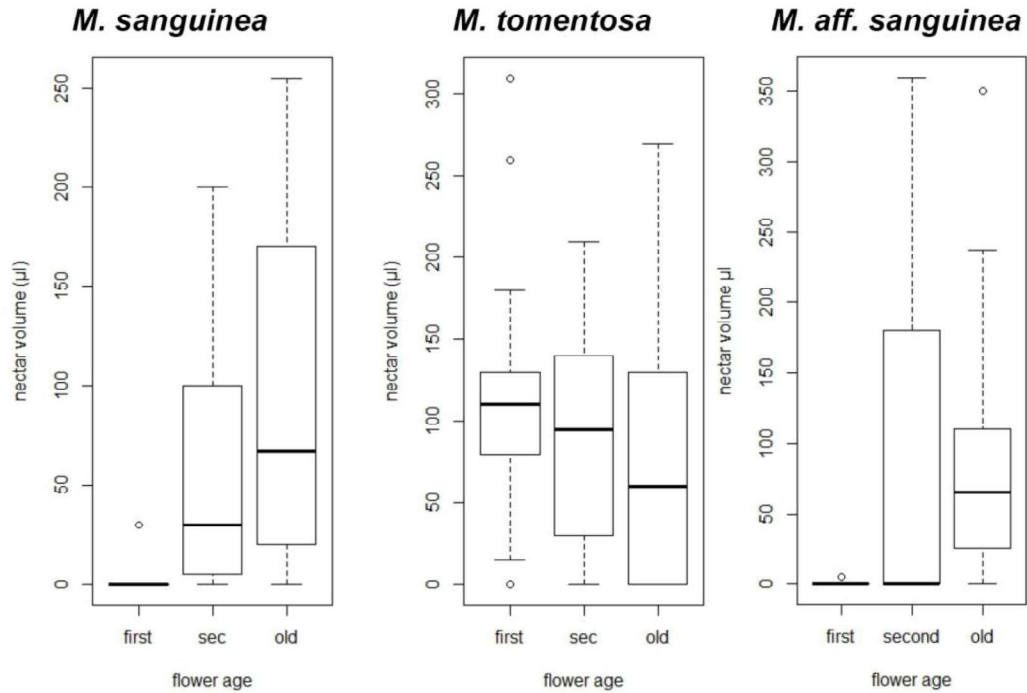 M. sanguinea
M. tomentosa
M. aff. sanguinea
nectar volume (µl)
250
200
150
100
50
0
first
sec
old
flower age
nectar volume (µl)
300
250
200
150
100
50
0
first
sec
old
flower age
nectar volume µl
350
300
250
200
150
100
50
0
first
second
old
flower age